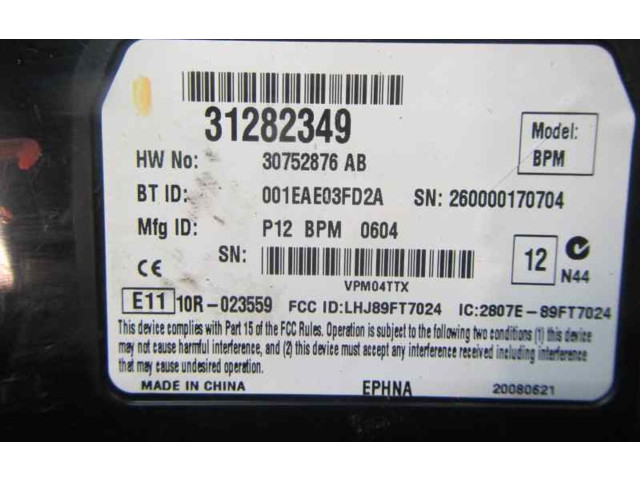 31282349
Model:
BPM
HW No: 30752876 AB
BT ID: 001EAE03FD2A SN: 260000170704
Mfg ID: P12 BPM 0604
SN:
VPM04TTX
12
N44
CE
E11 10R-023559 FCC ID:LHJ89FT7024 IC:2807E-89FT7024
This device complies with Part 15 of the FCC Rules. Operation is subject to the following two conditions (1) this device
may not cause harmful interference, and (2) this device must accept any interference received including interference
that may cause undesired operation.
MADE IN CHINA EPHNA 20080621